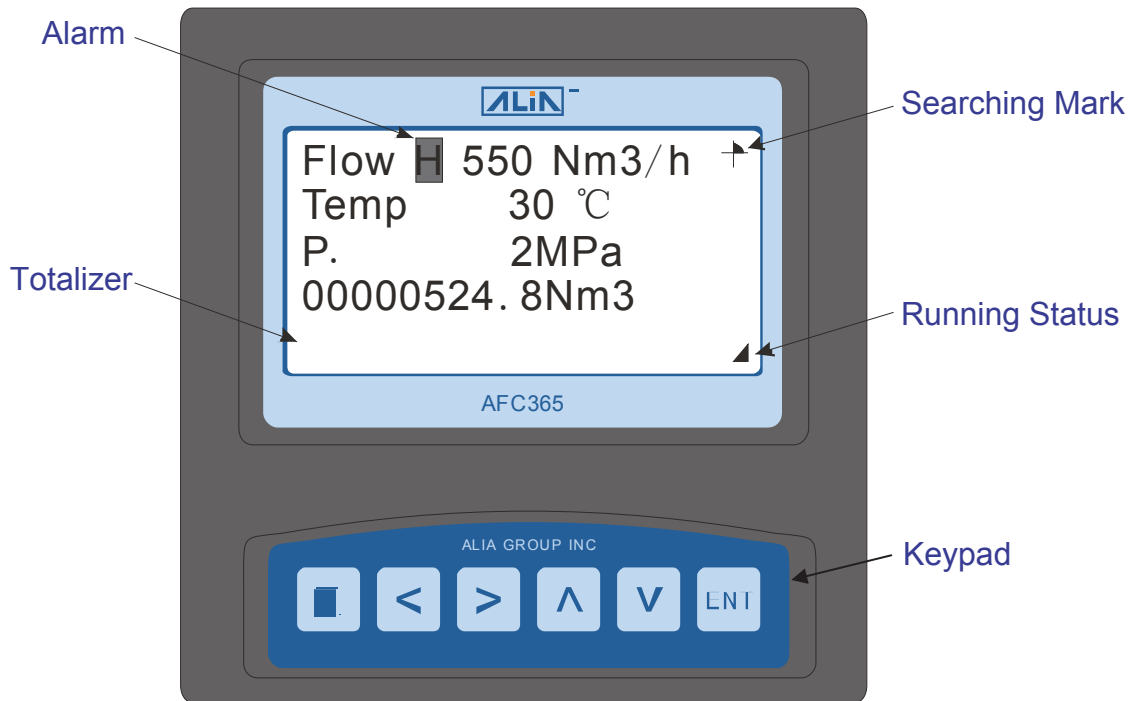 Alarm
ALiA
Searching Mark
Flow H 550 Nm3/h
Temp 30 ℃
P. 2MPa
Totalizer
00000524. 8Nm3
Running Status
AFC365
ALIA GROUP INC
Keypad
< > ∧ ∨ ENT